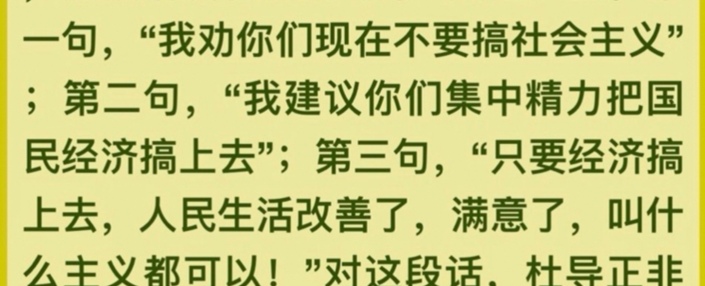 一句，“我劝你们现在不要搞社会主义”
；第二句，“我建议你们集中精力把国
民经济搞上去”；第三句，“只要经济搞
上去，人民生活改善了，满意了，叫什
么主义都可以！”对这段话，杜导正非